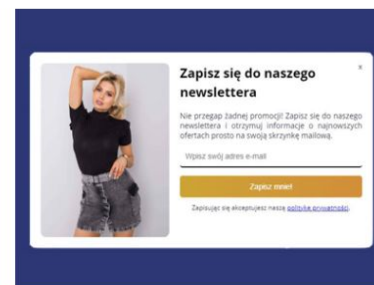 Zapisz się do naszego
newslettera
x
Nie przegap żadnej promocji! Zapisz się do naszego
newslettera i otrzymuj informacje o najnowszych
ofertach prosto na swoją skrzynkę mailową.
Wpisz swój adres e-mail
Zapisz mnie!
Zapisując się akceptujesz naszą politykę prywatności.